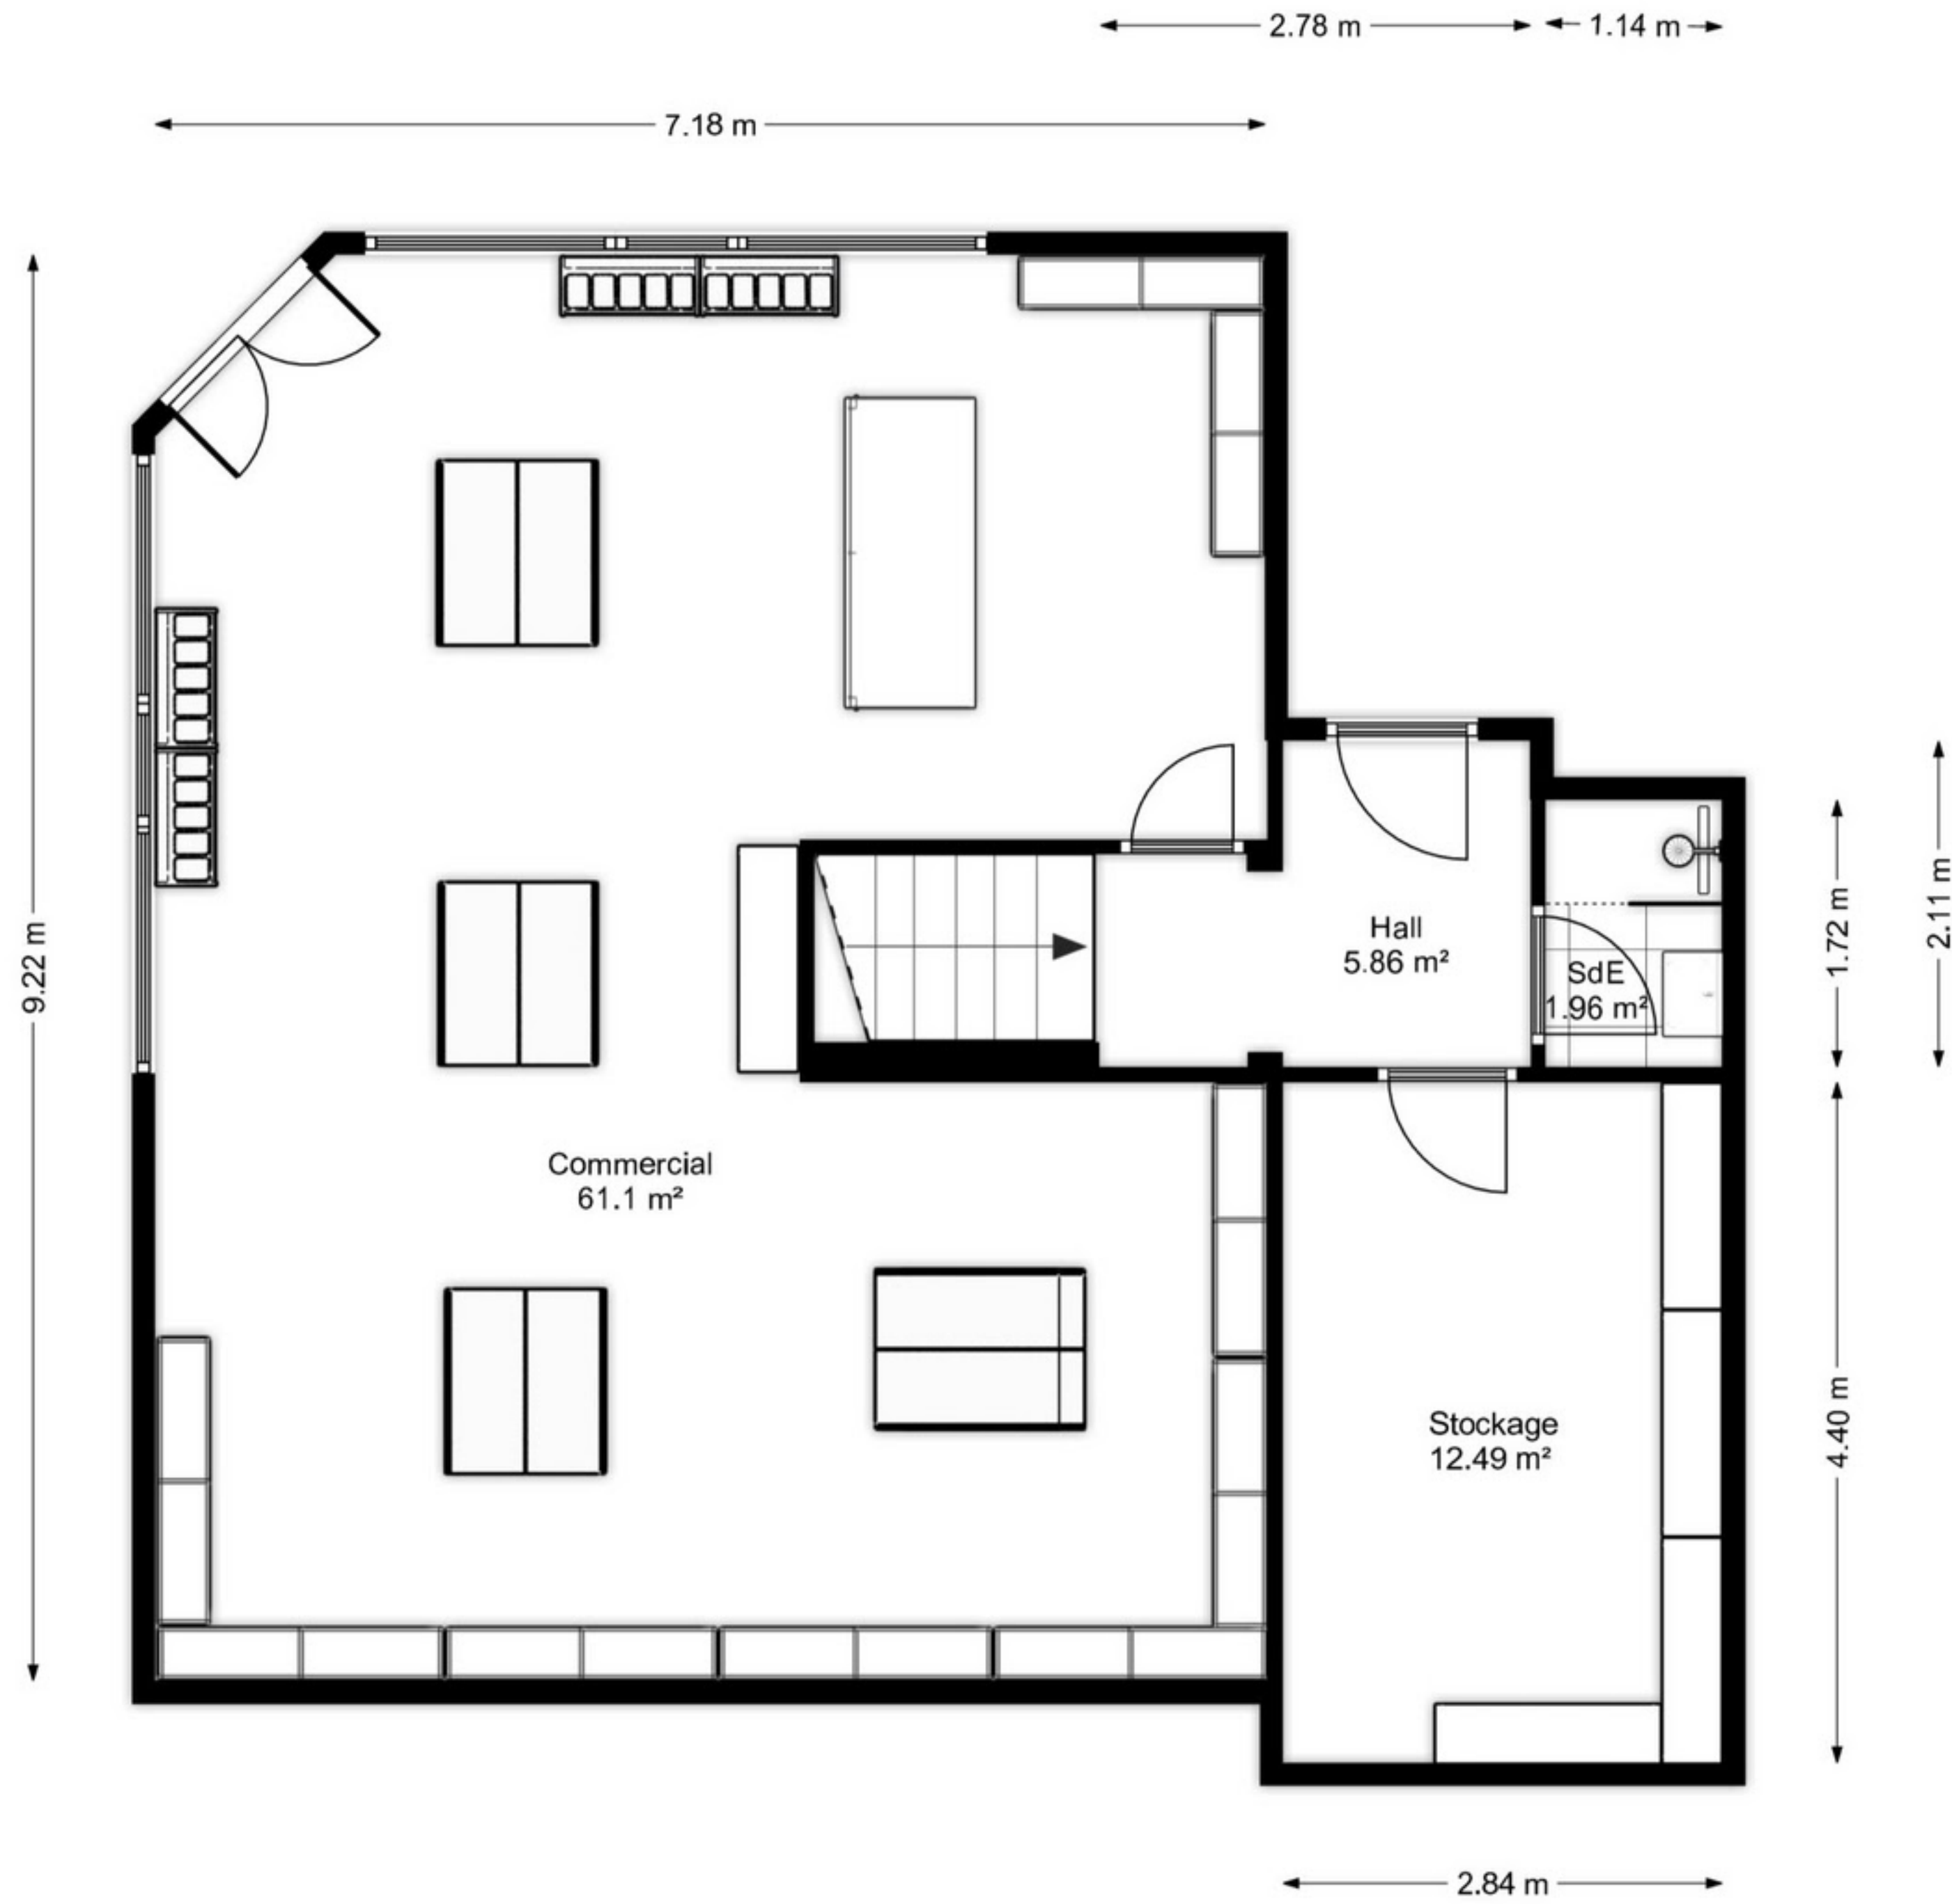 2.78 m
1.14 m
7.18 m
9.22 m
Hall
5.86 m²
SdE
1.96 m²
1.72 m
2.11 m
Commercial
61.1 m²
Stockage
12.49 m²
4.40 m
2.84 m